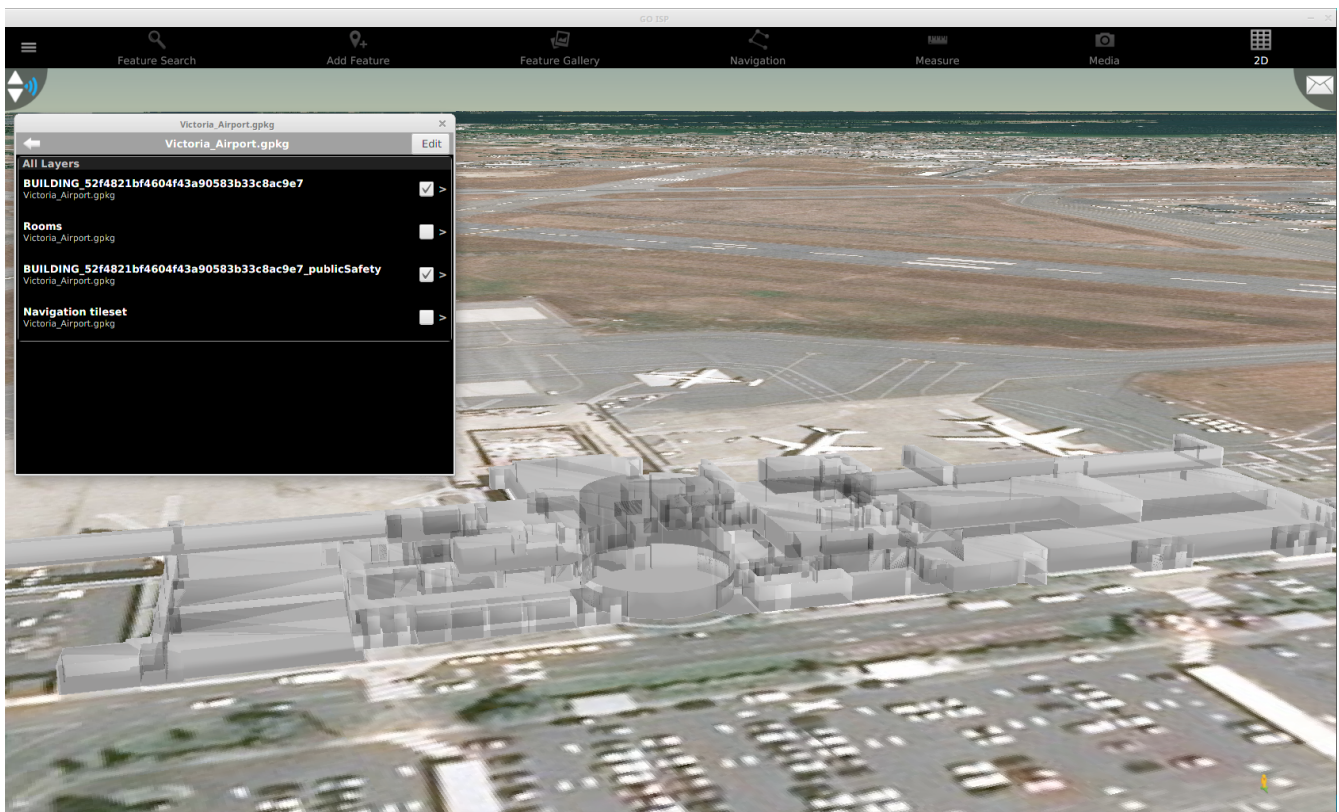 GO ISP
Feature Search
Add Feature
Feature Gallery
Navigation
Measure
Media
2D
Victoria_Airport.gpkg
Victoria_Airport.gpkg
Edit
All Layers
BUILDING_52f4821bf4604f43a90583b33c8ac9e7
Victoria_Airport.gpkg
Rooms
Victoria_Airport.gpkg
BUILDING_52f4821bf4604f43a90583b33c8ac9e7_publicSafety
Victoria_Airport.gpkg
Navigation tileset
Victoria_Airport.gpkg